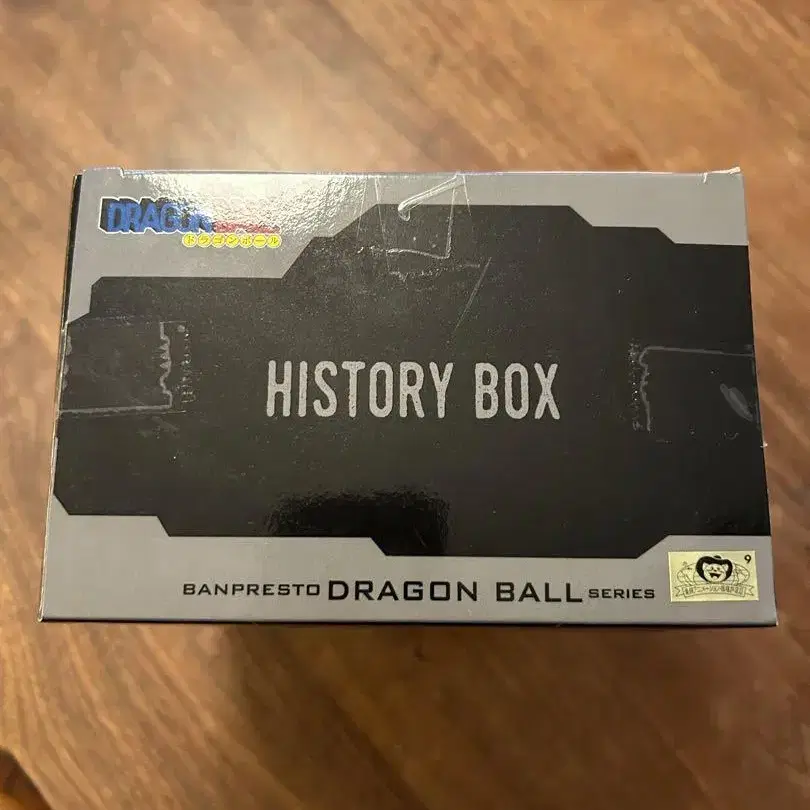 DRAGON BALL
ドラゴンボール
HISTORY BOX
BANPRESTO DRAGON BALL SERIES
9